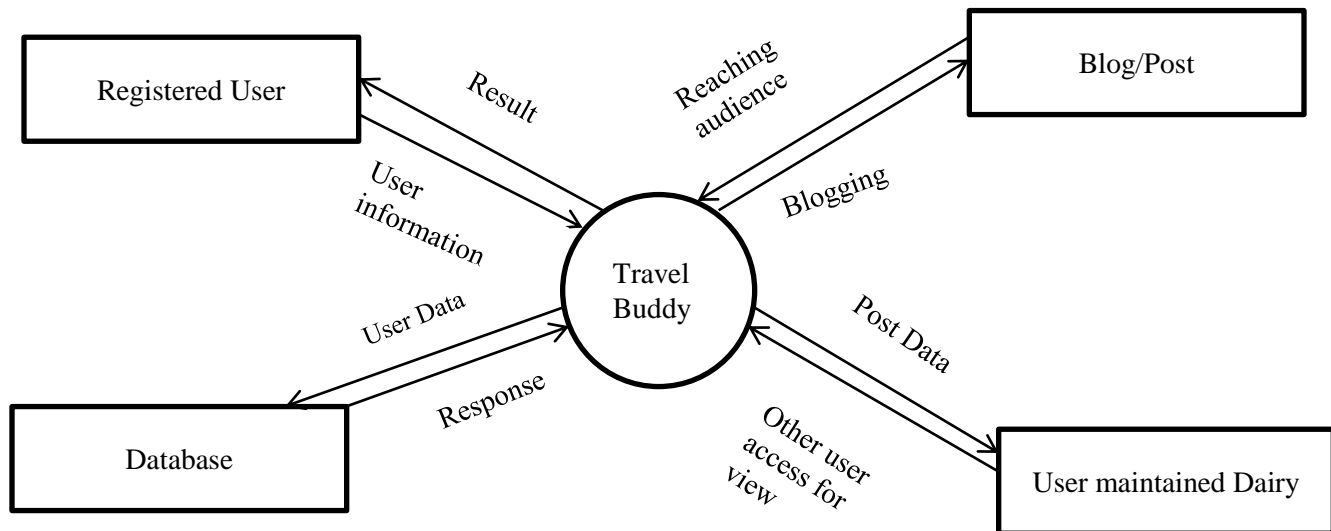 Registered User
Result
User
information
Reaching
audience
Blogging
Blog/Post
Travel
Buddy
User Data
Response
Database
Post Data
Other user
access for
view
User maintained Dairy